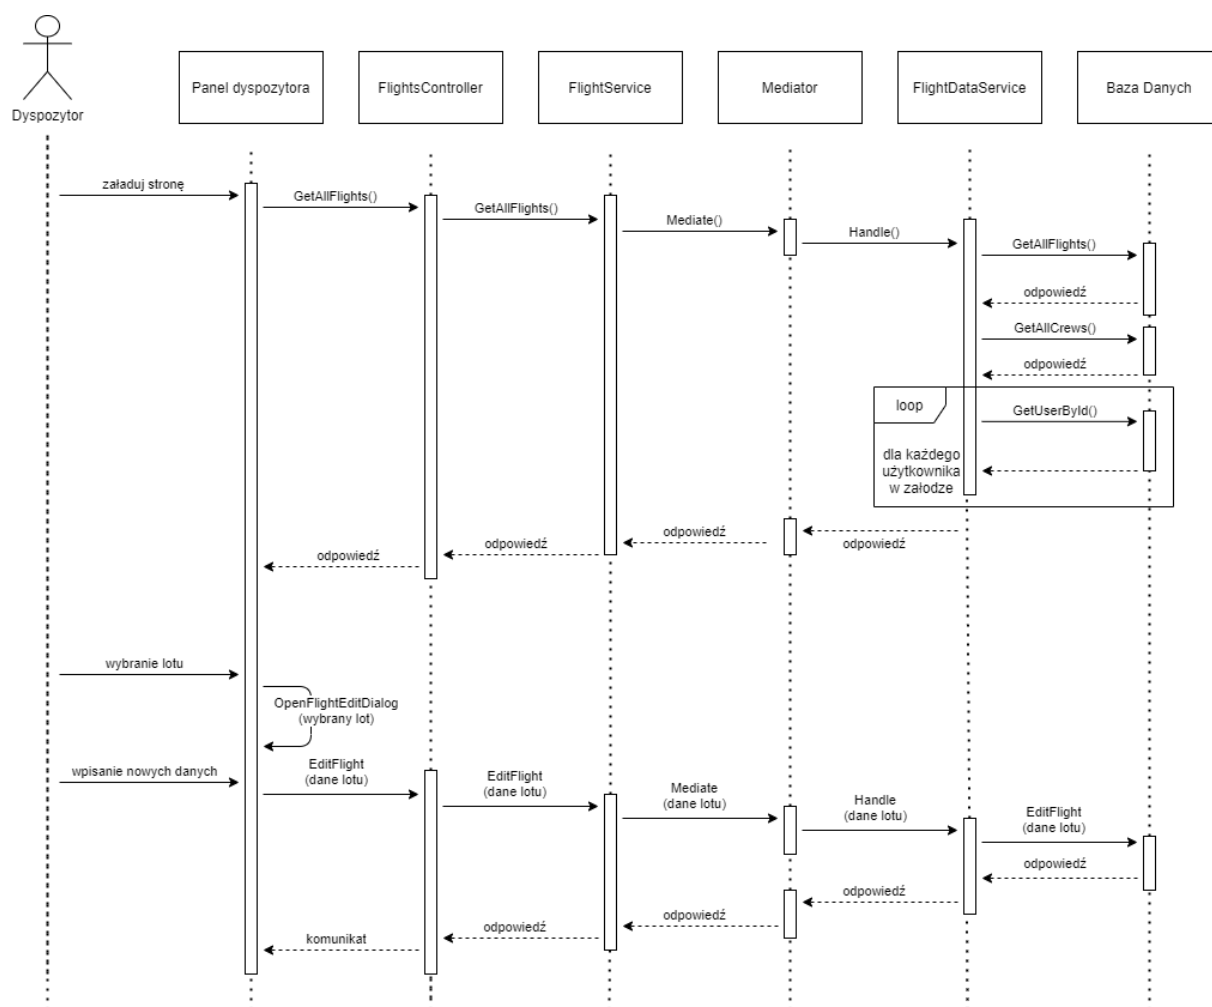 Dyspozytor
Panel dyspozytora
FlightsController
FlightService
Mediator
FlightDataService
Baza Danych
załaduj stronę
GetAllFlights()
GetAllFlights()
Mediate()
Handle()
GetAllFlights()
odpowiedź
GetAllCrews()
odpowiedź
loop
GetUserById()
dla każdego
użytkownika
w załodze
odpowiedź
odpowiedź
odpowiedź
odpowiedź
wybranie lotu
OpenFlightEditDialog
(wybrany lot)
wpisanie nowych danych
EditFlight
(dane lotu)
EditFlight
(dane lotu)
Mediate
(dane lotu)
Handle
(dane lotu)
EditFlight
(dane lotu)
odpowiedź
odpowiedź
odpowiedź
odpowiedź
komunikat